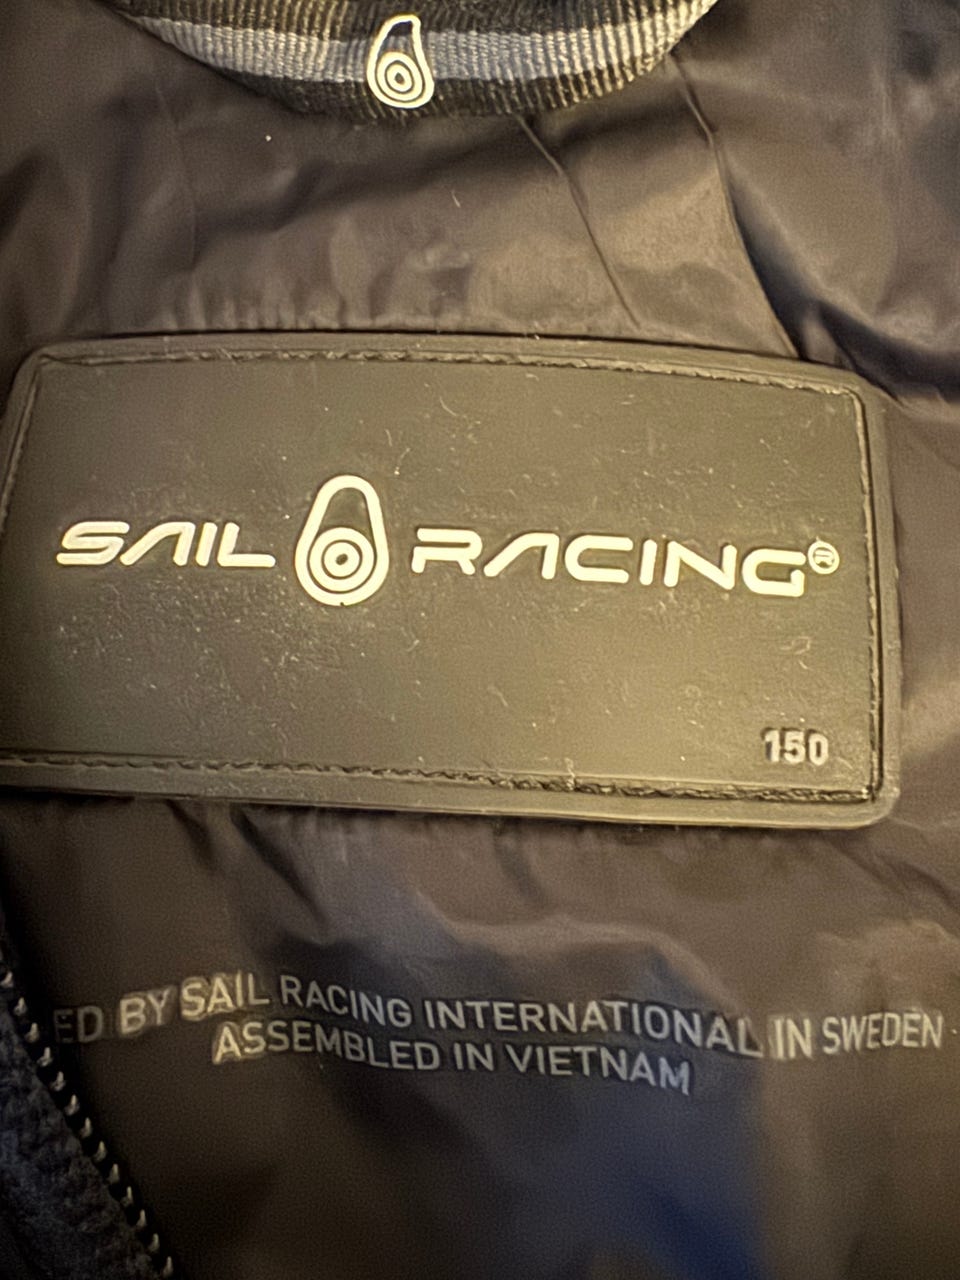 SAIL RACING®
150
ED BY SAIL RACING INTERNATIONAL IN SWEDEN
ASSEMBLED IN VIETNAM